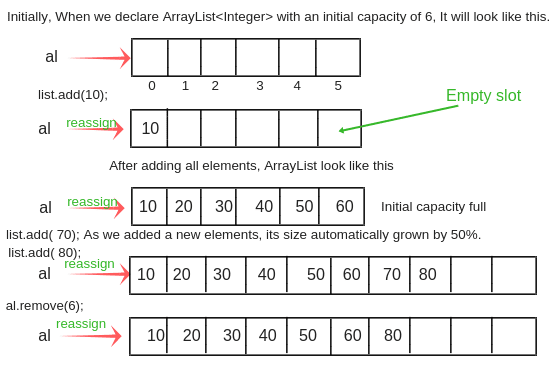 Initially, When we declare ArrayList<Integer> with an initial capacity of 6, It will look like this.
al
0 1 2 3 4 5
list.add(10);
Empty slot
al reassign 10
After adding all elements, ArrayList look like this
al reassign 10 20 30 40 50 60 Initial capacity full
list.add( 70); As we added a new elements, its size automatically grown by 50%.
list.add( 80);
al reassign 10 20 30 40 50 60 70 80
al.remove(6);
al reassign 10 20 30 40 50 60 80